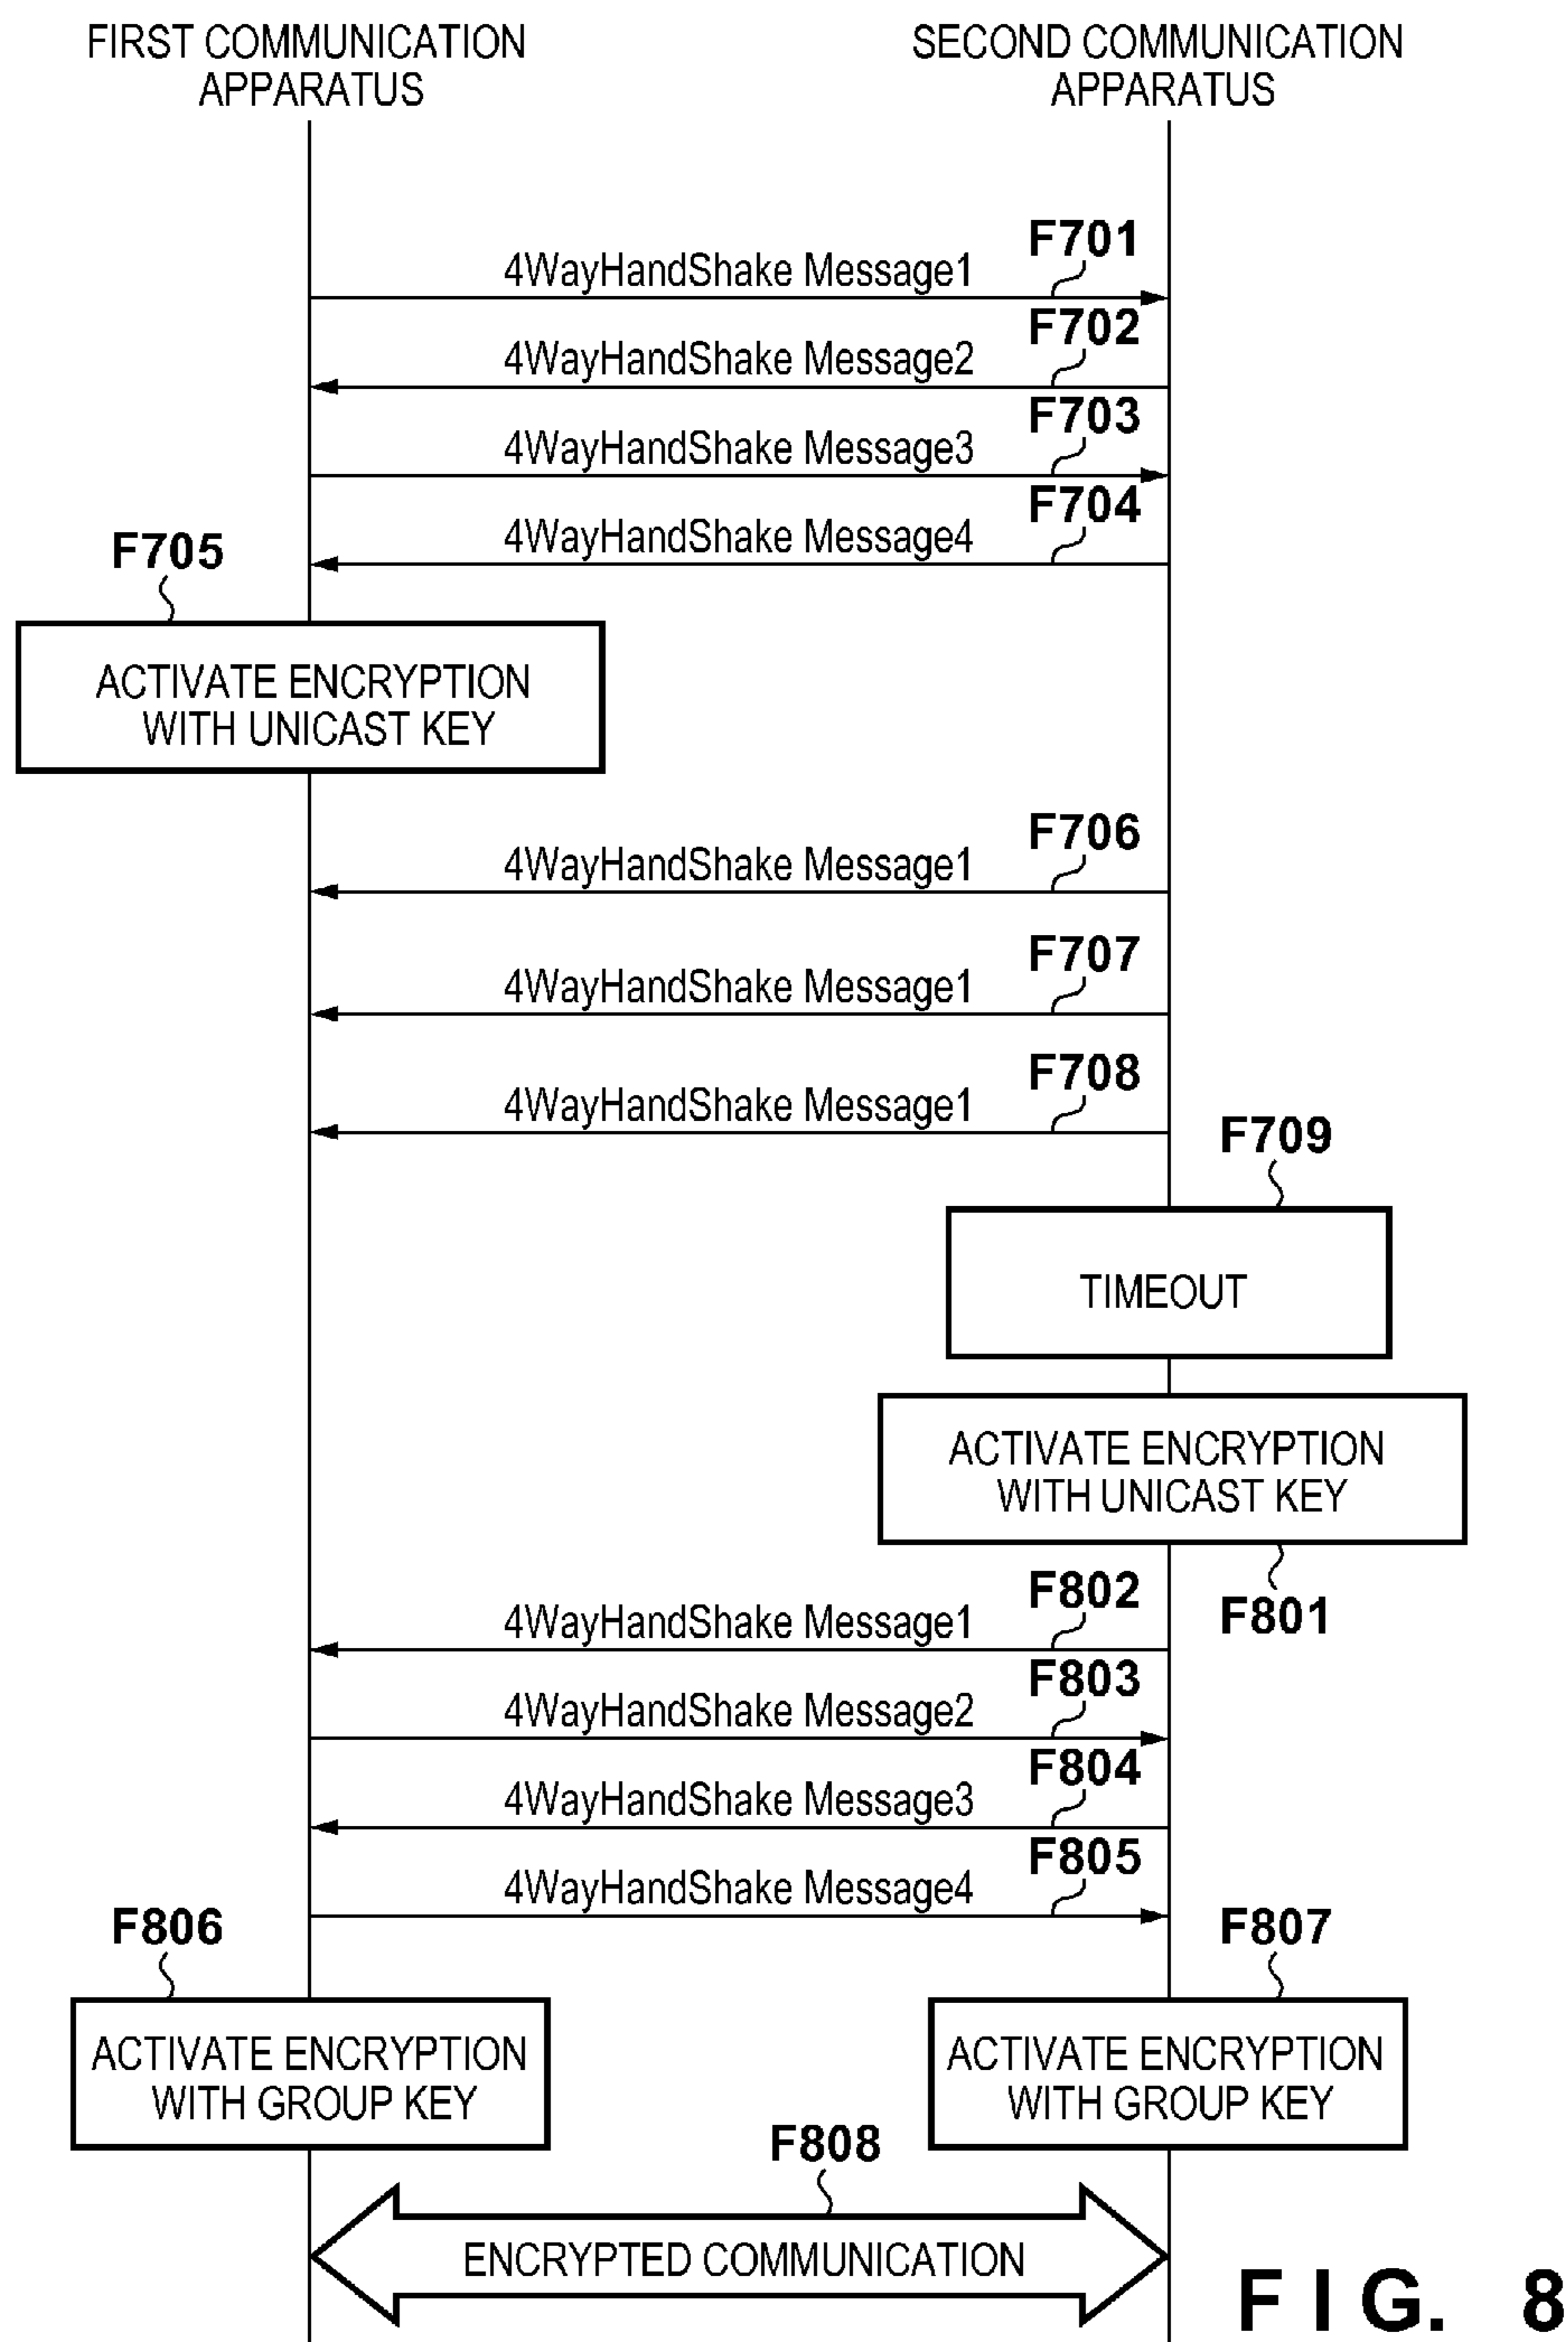 FIRST COMMUNICATION
APPARATUS
SECOND COMMUNICATION
APPARATUS
F701
4WayHandShake Message1
F702
4WayHandShake Message2
F703
4WayHandShake Message3
F704
4WayHandShake Message4
F705
ACTIVATE ENCRYPTION
WITH UNICAST KEY
F706
4WayHandShake Message1
F707
4WayHandShake Message1
F708
4WayHandShake Message1
F709
TIMEOUT
ACTIVATE ENCRYPTION
WITH UNICAST KEY
F801
F802
4WayHandShake Message1
F803
4WayHandShake Message2
F804
4WayHandShake Message3
F805
4WayHandShake Message4
F806
ACTIVATE ENCRYPTION
WITH GROUP KEY
F807
ACTIVATE ENCRYPTION
WITH GROUP KEY
F808
ENCRYPTED COMMUNICATION
FIG. 8